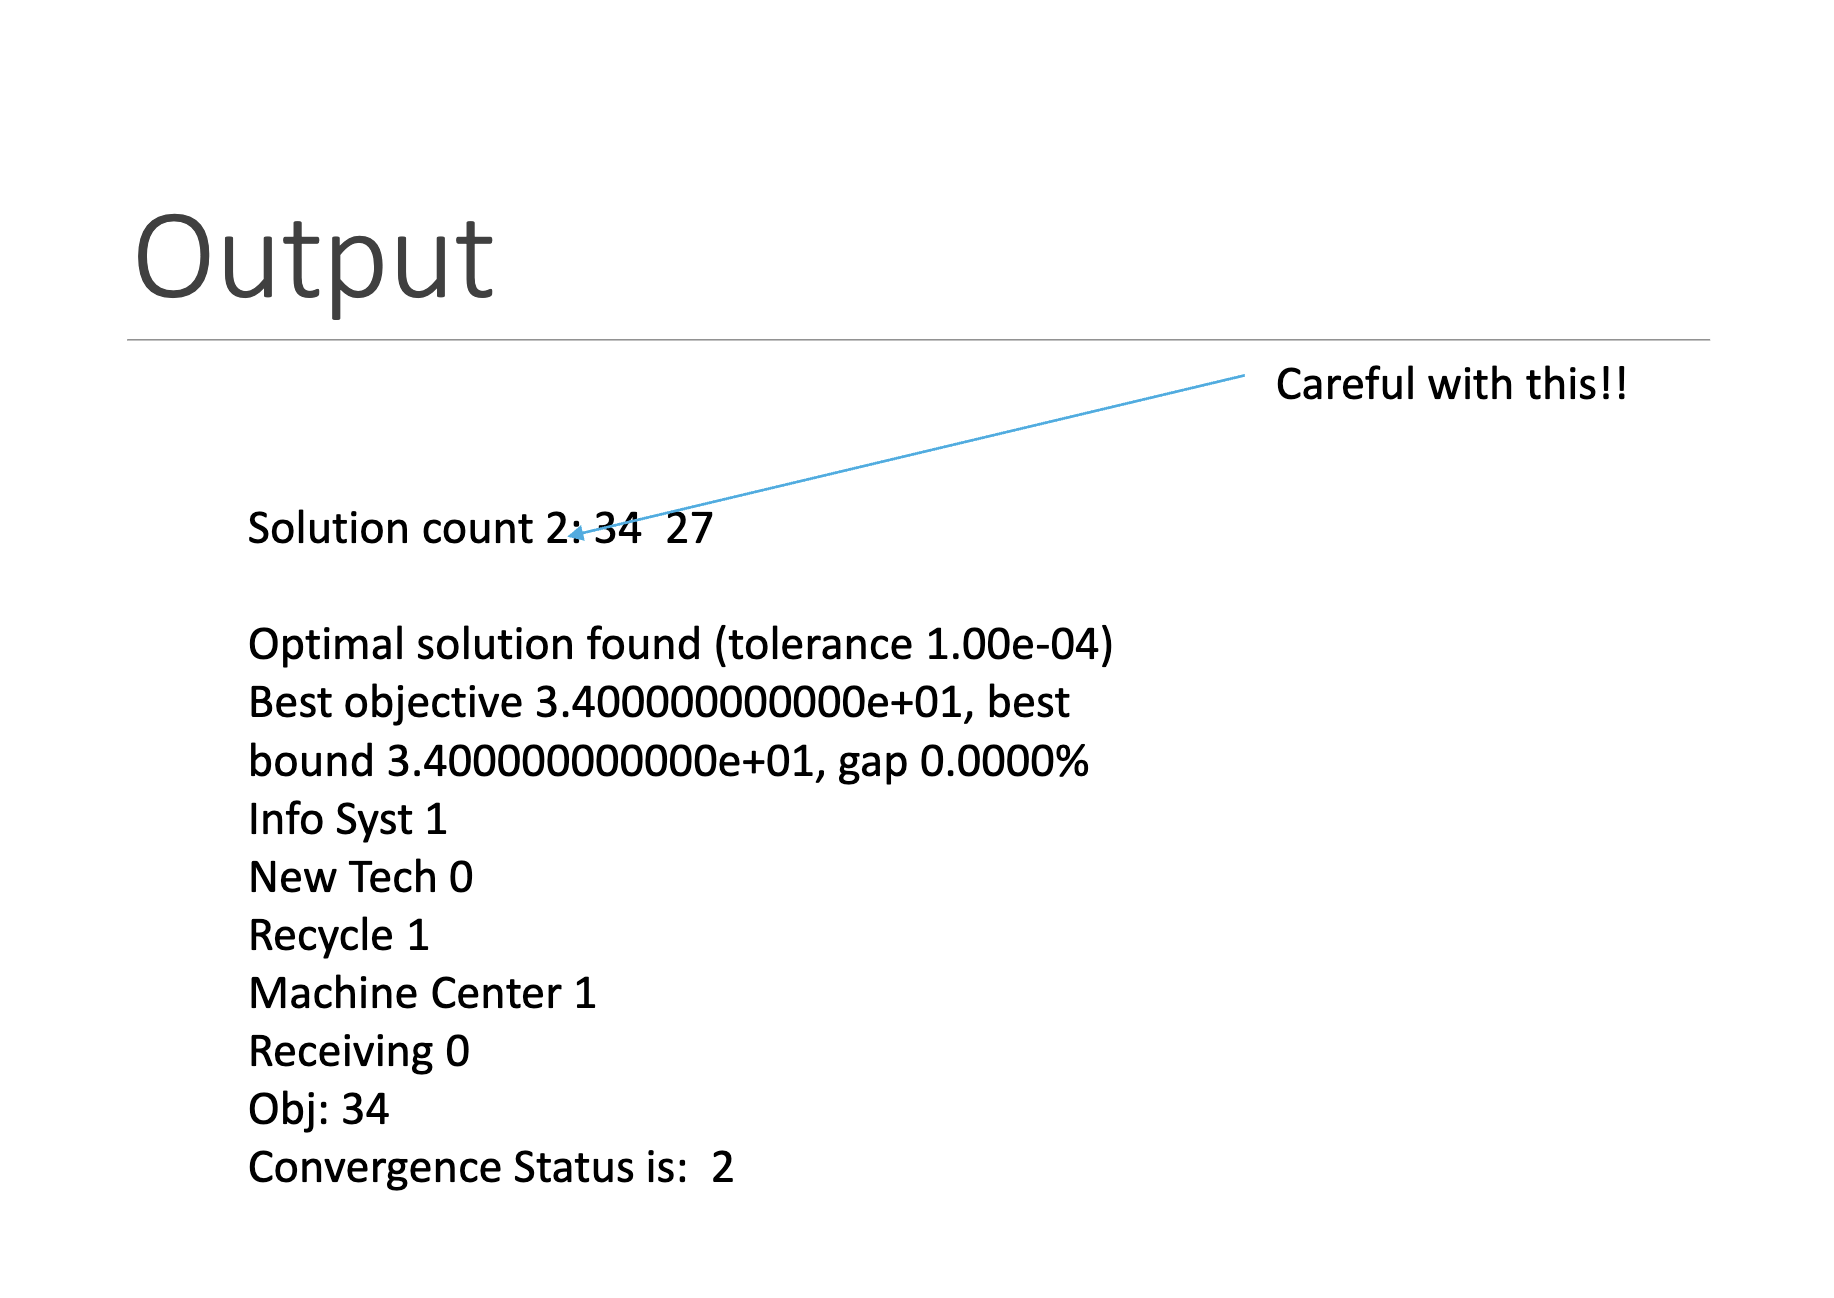 Output
Careful with this!!
Solution count 2: 34  27
Optimal solution found (tolerance 1.00e-04)
Best objective 3.400000000000e+01, best
bound 3.400000000000e+01, gap 0.0000%
Info Syst 1
New Tech 0
Recycle 1
Machine Center 1
Receiving 0
Obj: 34
Convergence Status is:  2